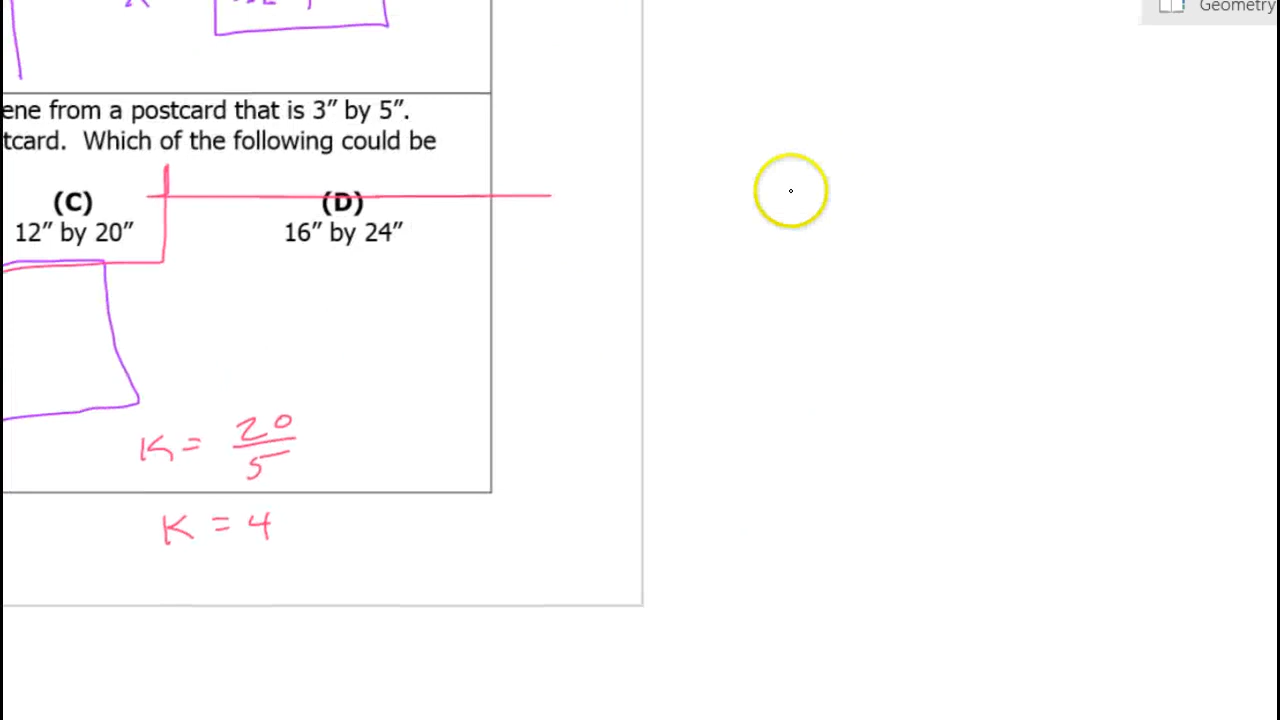 Geometry
ene from a postcard that is 3” by 5”.
tcard. Which of the following could be
(C) (D)
12” by 20” 16” by 24”
K = 20/5
K = 4